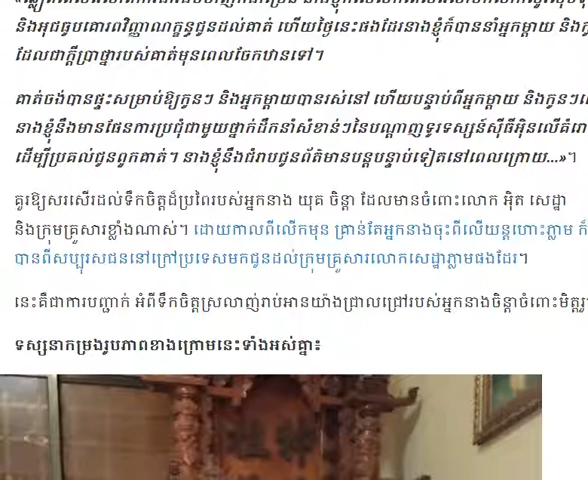 និងអុជធូបគោរពវិញ្ញាណក្ខន្ធជូនដល់គាត់ ហើយថ្ងៃនេះផងដែរនាងខ្ញុំក៏បាននាំអ្នកម្តាយ និង
ដែលជាក្តីប្រាថ្នារបស់គាត់មុនពេលចែកឋានទៅ។
គាត់ចង់បានផ្ទះសម្រាប់ឱ្យកូនៗ និងអ្នកម្តាយបានរស់នៅ ហើយបន្ទាប់ពីអ្នកម្តាយ និងកូនៗ
នាងខ្ញុំនឹងមានផែនការប្រជុំជាមួយថ្នាក់ដឹកនាំសំខាន់ៗនៃបណ្តាញទូរទស្សន៍ស៊ីធីអិនលើគំរោ
ដើម្បីប្រគល់ជូនពួកគាត់។ នាងខ្ញុំនឹងជំរាបជូនព័ត៌មានបន្តបន្ទាប់ទៀតនៅពេលក្រោយ...»។
គួរឱ្យសរសើរដល់ទឹកចិត្តដ៏ប្រពៃរបស់អ្នកនាង យុគ ចិន្តា ដែលមានចំពោះលោក អ៊ិត សេដ្ឋា
និងក្រុមគ្រួសារខ្លាំងណាស់។ ដោយកាលពីលើកមុន គ្រាន់តែអ្នកនាងចុះពីលើយន្តហោះភ្លាម ក៏
បានពីសប្បុរសជននៅក្រៅប្រទេសមកជូនដល់ក្រុមគ្រួសារលោកសេដ្ឋាភ្លាមផងដែរ។
នេះគឺជាការបញ្ជាក់ អំពីទឹកចិត្តស្រលាញ់រាប់អានយ៉ាងជ្រាលជ្រៅរបស់អ្នកនាងចិន្តាចំពោះមិត្តរួ
ទស្សនាកម្រងរូបភាពខាងក្រោមនេះទាំងអស់គ្នា៖